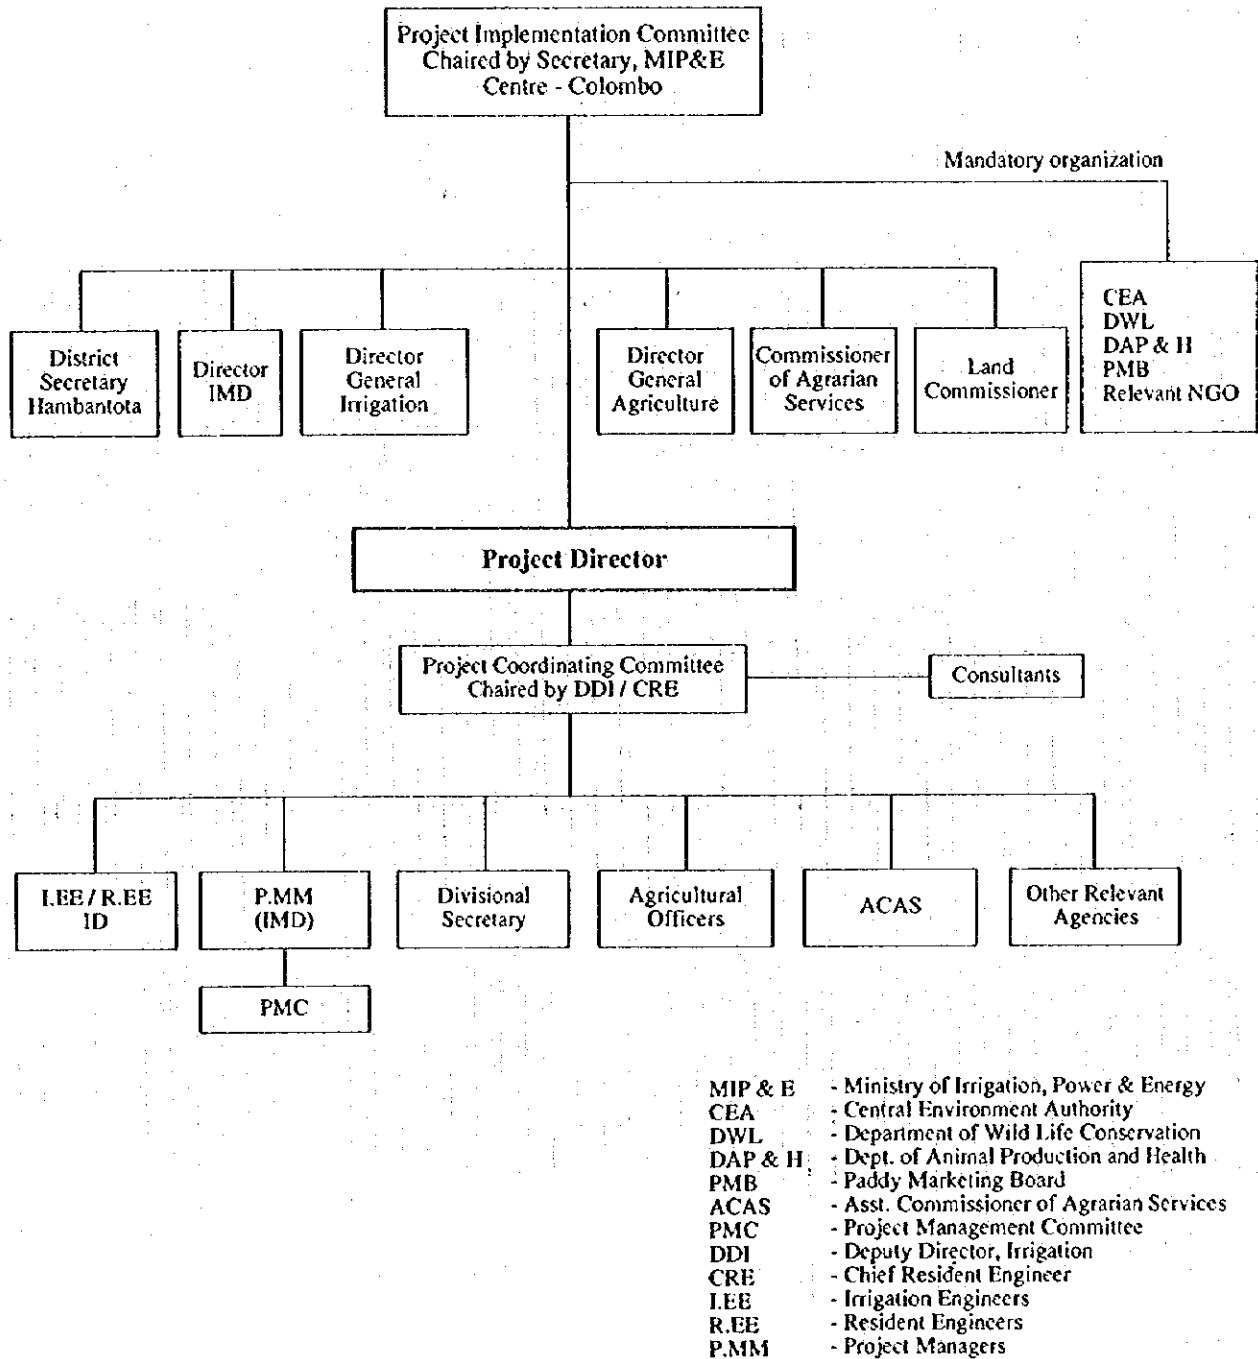 Project Implementation Committee
Chaired by Secretary, MIP&E
Centre - Colombo
Mandatory organization
District
Secretary
Hambantota
Director
IMD
Director
General
Irrigation
Director
General
Agriculture
Commissioner
of Agrarian
Services
Land
Commissioner
CEA
DWL
DAP & H
PMB
Relevant NGO
Project Director
Project Coordinating Committee
Chaired by DDI / CRE
Consultants
I.EE / R.EE
ID
P.MM
(IMD)
Divisional
Secretary
Agricultural
Officers
ACAS
Other Relevant
Agencies
PMC
MIP & E - Ministry of Irrigation, Power & Energy
CEA - Central Environment Authority
DWL - Department of Wild Life Conservation
DAP & H - Dept. of Animal Production and Health
PMB - Paddy Marketing Board
ACAS - Asst. Commissioner of Agrarian Services
PMC - Project Management Committee
DDI - Deputy Director, Irrigation
CRE - Chief Resident Engineer
I.EE - Irrigation Engineers
R.EE - Resident Engineers
P.MM - Project Managers